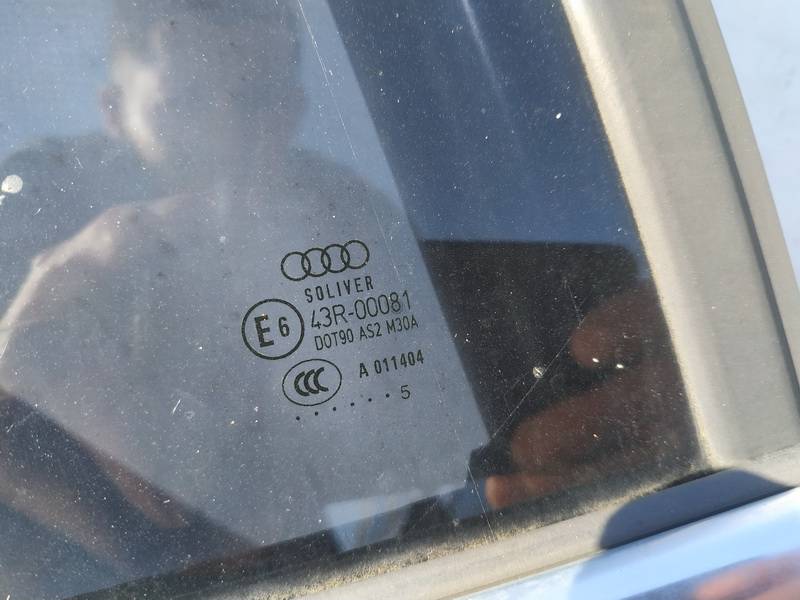 SOLIVER
E6 43R-00081
DOT90 AS2 M30A
CCC A 011404
. . . . . . . 5